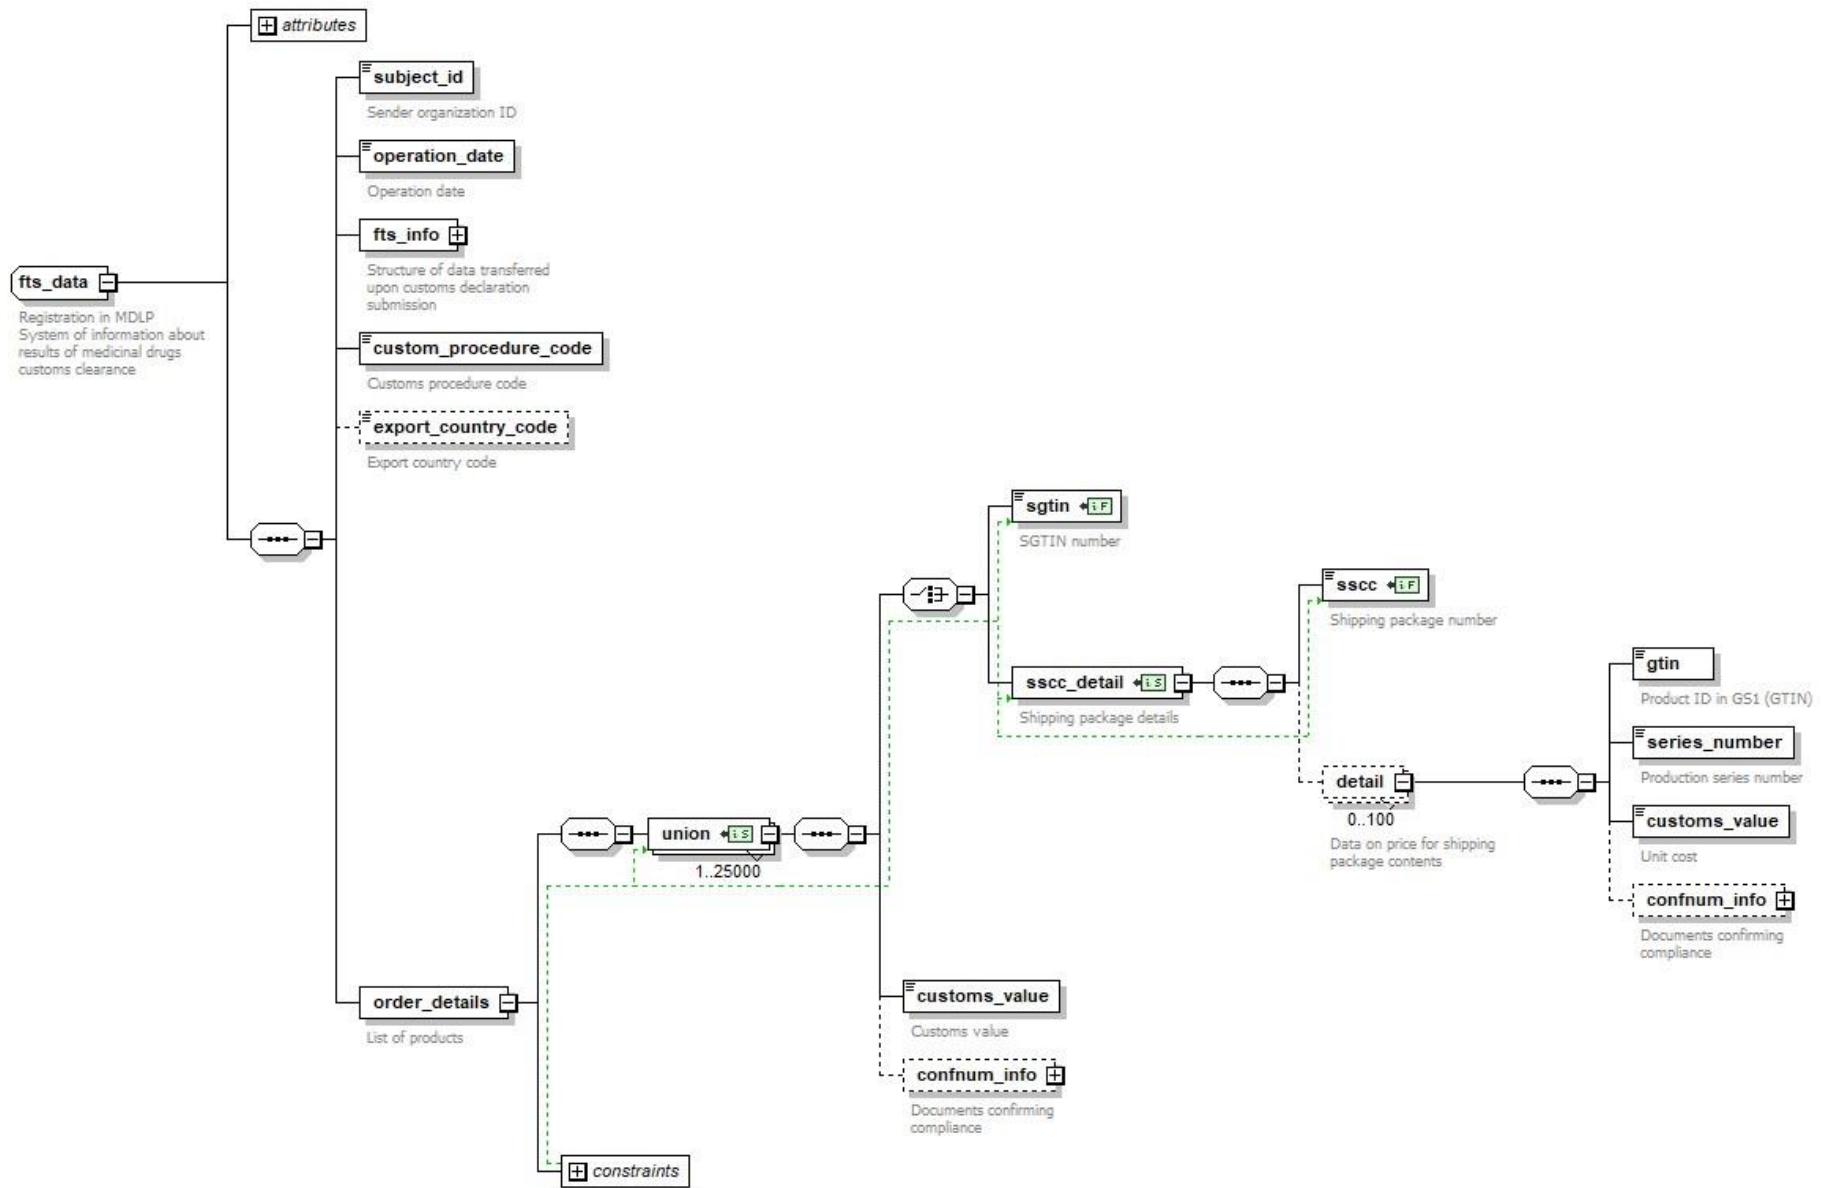 attributes
subject_id
Sender organization ID
operation_date
Operation date
fts_info
Structure of data transferred
upon customs declaration
submission
fts_data
Registration in MDLP
System of information about
results of medicinal drugs
customs clearance
custom_procedure_code
Customs procedure code
export_country_code
Export country code
sgtin iF
SGTIN number
sscc iF
Shipping package number
sscc_detail iS
Shipping package details
gtin
Product ID in GS1 (GTIN)
series_number
Production series number
detail
0..100
Data on price for shipping
package contents
customs_value
Unit cost
confnum_info
Documents confirming
compliance
union iS
1..25000
order_details
List of products
customs_value
Customs value
confnum_info
Documents confirming
compliance
constraints